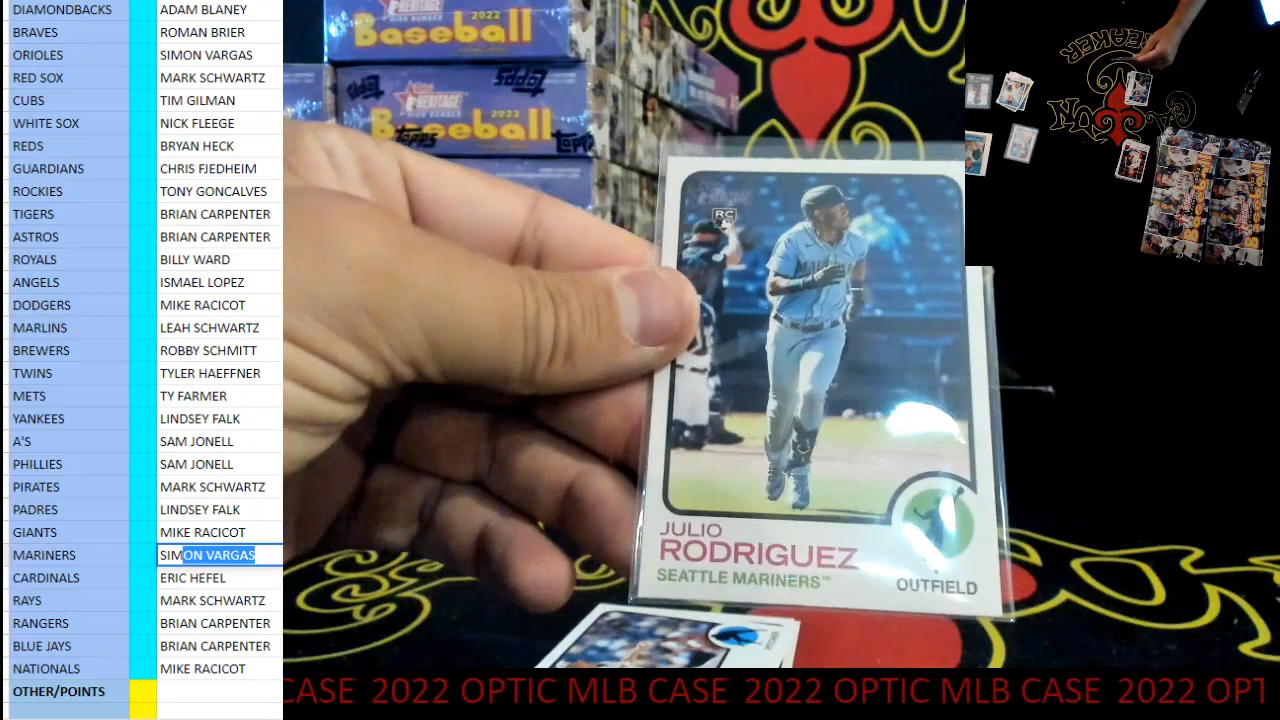 DIAMONDBACKS ADAM BLANEY
BRAVES ROMAN BRIER
ORIOLES SIMON VARGAS
RED SOX MARK SCHWARTZ
CUBS TIM GILMAN
WHITE SOX NICK FLEEGE
REDS BRYAN HECK
GUARDIANS CHRIS FJEDHEIM
ROCKIES TONY GONCALVES
TIGERS BRIAN CARPENTER
ASTROS BRIAN CARPENTER
ROYALS BILLY WARD
ANGELS ISMAEL LOPEZ
DODGERS MIKE RACICOT
MARLINS LEAH SCHWARTZ
BREWERS ROBBY SCHMITT
TWINS TYLER HAEFFNER
METS TY FARMER
YANKEES LINDSEY FALK
A'S SAM JONELL
PHILLIES SAM JONELL
PIRATES MARK SCHWARTZ
PADRES LINDSEY FALK
GIANTS MIKE RACICOT
MARINERS SIMON VARGAS
CARDINALS ERIC HEFEL
RAYS MARK SCHWARTZ
RANGERS BRIAN CARPENTER
BLUE JAYS BRIAN CARPENTER
NATIONALS MIKE RACICOT
OTHER/POINTS
2022
Baseball
Topps
HERITAGE
2022
Baseball
Topps
HERITAGE
RC
JULIO
RODRIGUEZ
SEATTLE MARINERS™
OUTFIELD
BREAKER
Baseball
CASE 2022 OPTIC MLB CASE 2022 OPTIC MLB CASE 2022 OPT